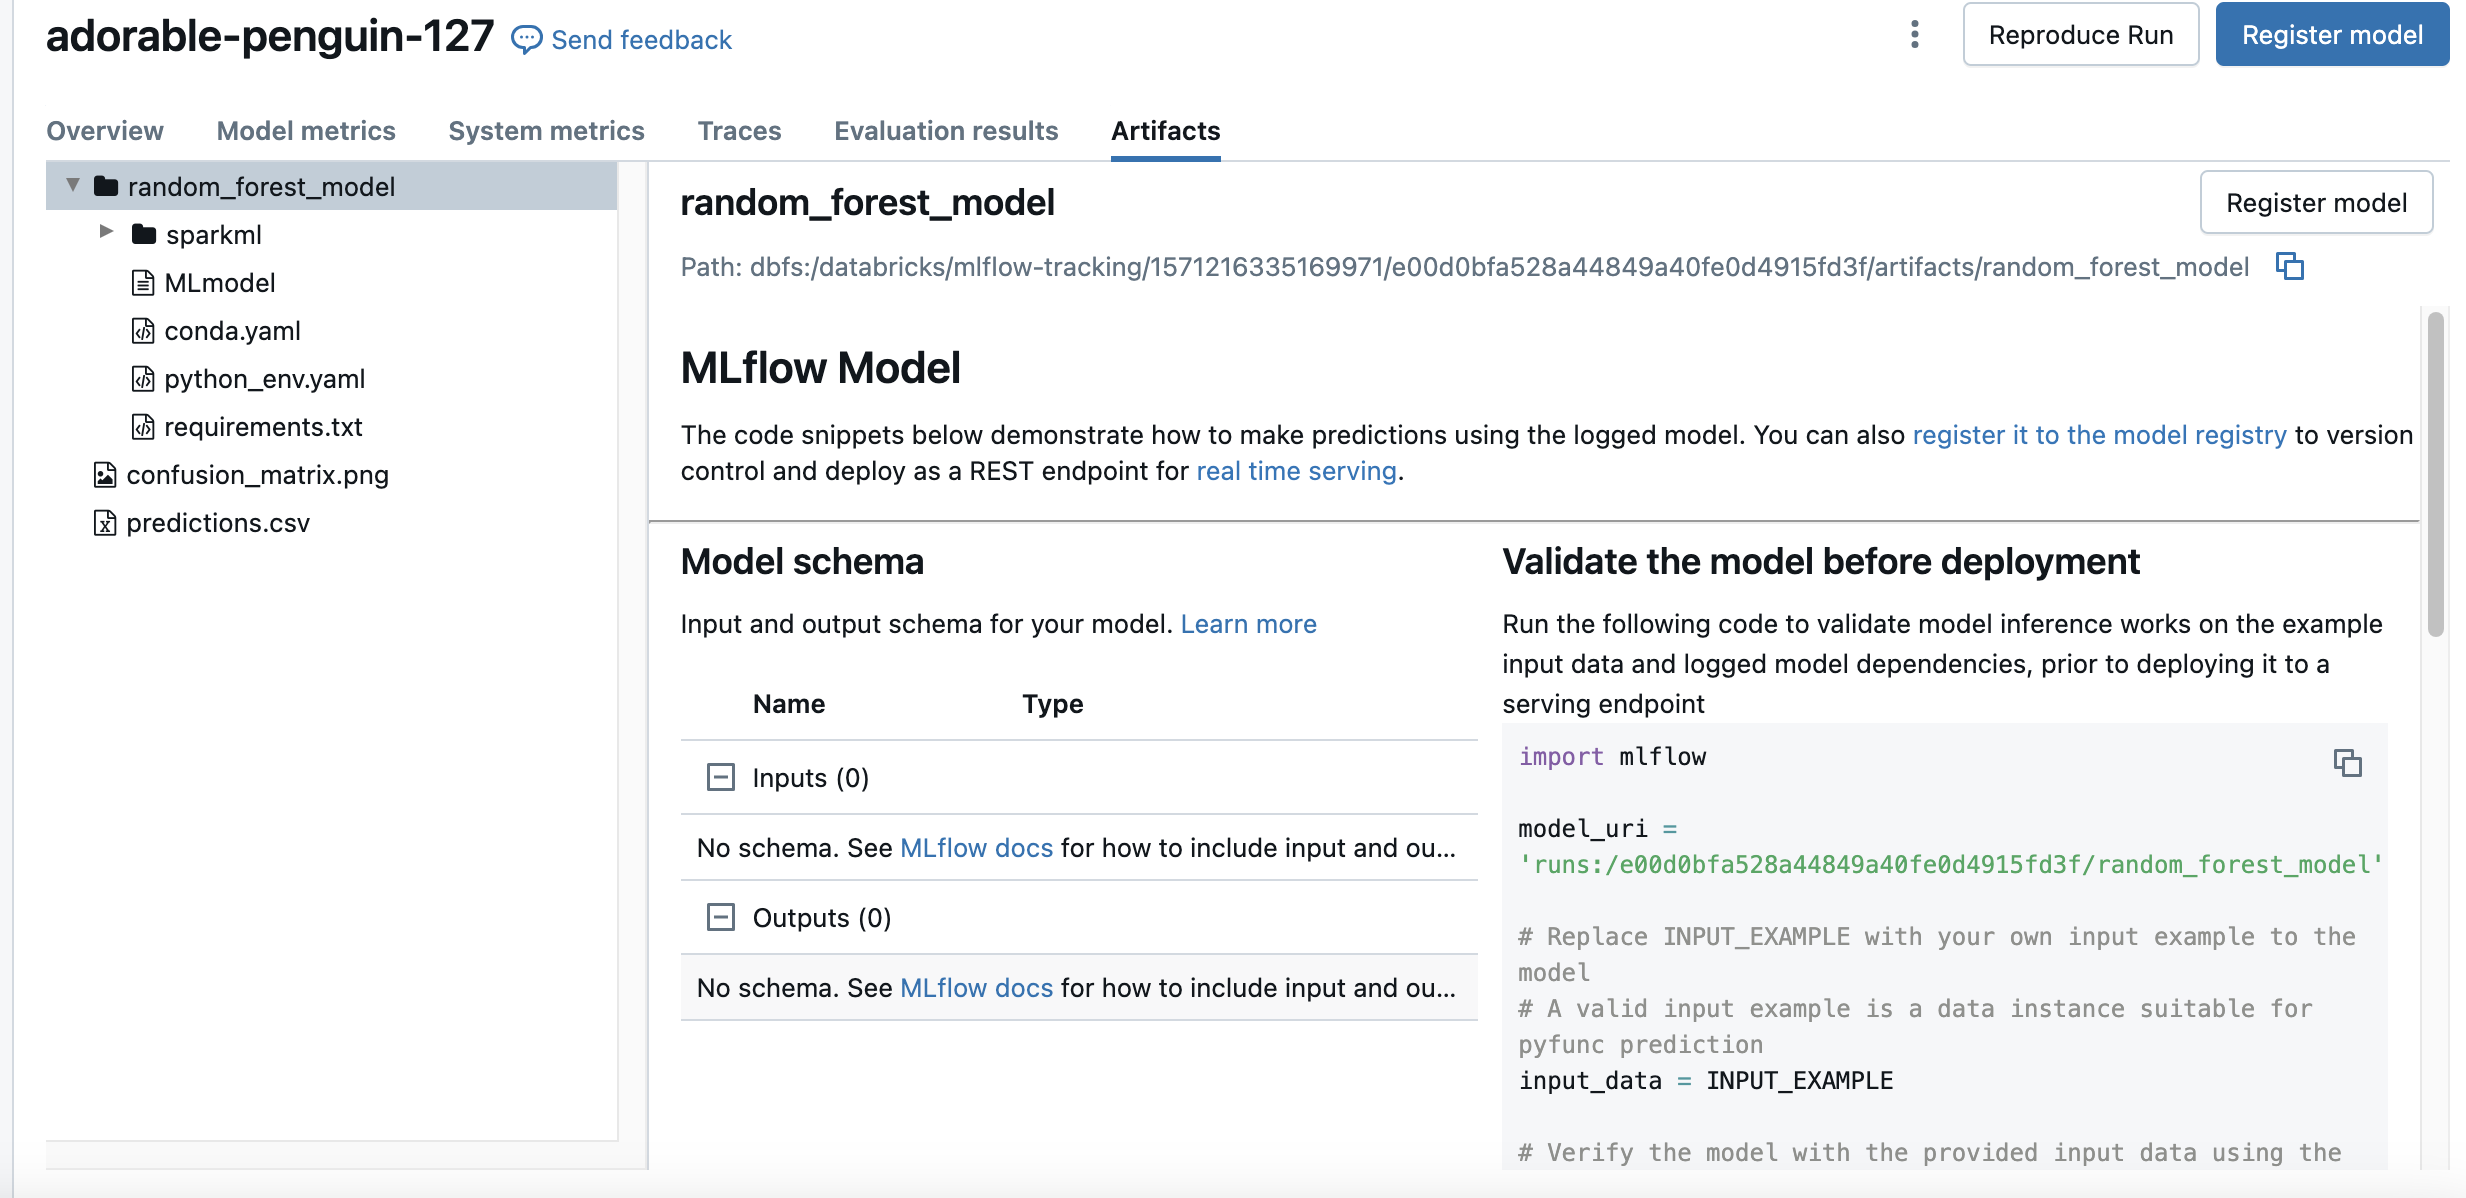 adorable-penguin-127 Send feedback Reproduce Run Register model
Overview Model metrics System metrics Traces Evaluation results Artifacts
random_forest_model
sparkml
MLmodel
conda.yaml
python_env.yaml
requirements.txt
confusion_matrix.png
predictions.csv
random_forest_model Register model
Path: dbfs:/databricks/mlflow-tracking/1571216335169971/e00d0bfa528a44849a40fe0d4915fd3f/artifacts/random_forest_model
MLflow Model
The code snippets below demonstrate how to make predictions using the logged model. You can also register it to the model registry to version
control and deploy as a REST endpoint for real time serving.
Model schema
Input and output schema for your model. Learn more
Name Type
Inputs (0)
No schema. See MLflow docs for how to include input and ou...
Outputs (0)
No schema. See MLflow docs for how to include input and ou...
Validate the model before deployment
Run the following code to validate model inference works on the example
input data and logged model dependencies, prior to deploying it to a
serving endpoint
import mlflow
model_uri =
'runs:/e00d0bfa528a44849a40fe0d4915fd3f/random_forest_model'
# Replace INPUT_EXAMPLE with your own input example to the
model
# A valid input example is a data instance suitable for
pyfunc prediction
input_data = INPUT_EXAMPLE
# Verify the model with the provided input data using the